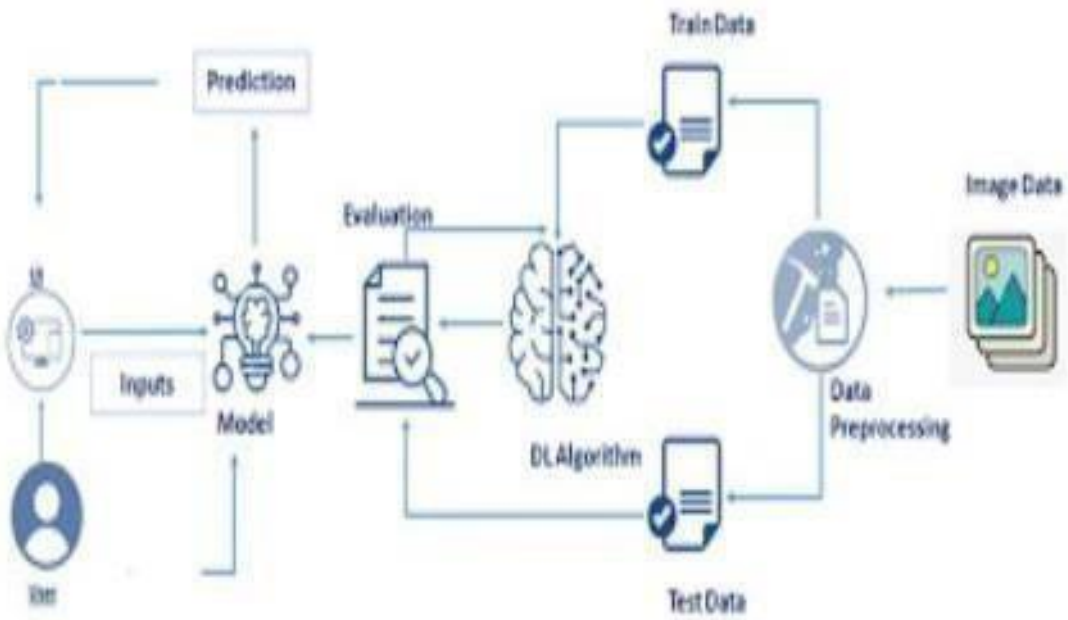 Train Data
Prediction
Image Data
Evaluation
Inputs
Data
Preprocessing
Model
DL Algorithm
Test Data